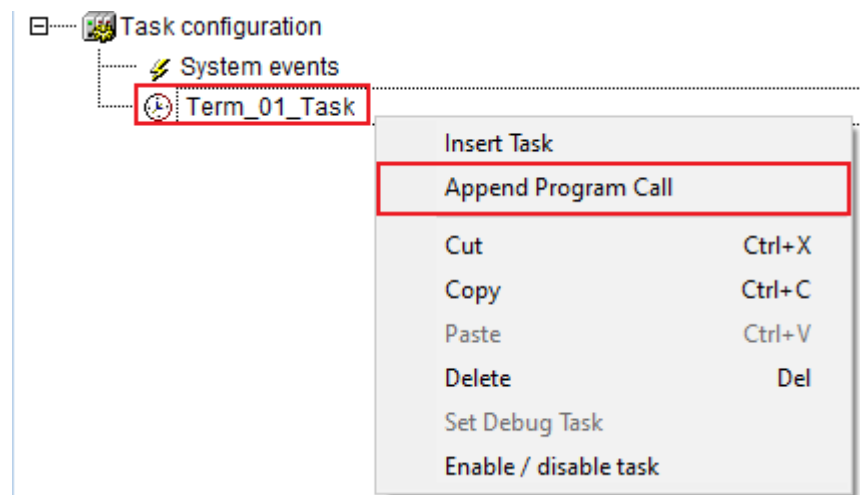 Task configuration
System events
Term_01_Task
Insert Task
Append Program Call
Cut Ctrl+X
Copy Ctrl+C
Paste Ctrl+V
Delete Del
Set Debug Task
Enable / disable task